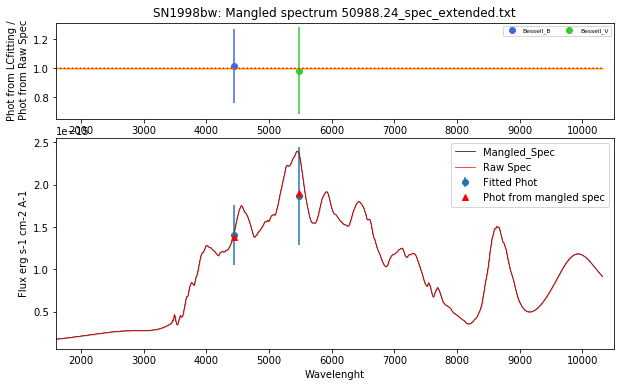 SN1998bw: Mangled spectrum 50988.24_spec_extended.txt
Phot from LCfitting /
Phot from Raw Spec
1.2
1.0
0.8
Bessell_B
Bessell_V
2000 3000 4000 5000 6000 7000 8000 9000 10000
Flux erg s-1 cm-2 A-1
2.5
2.0
1.5
1.0
0.5
Mangled_Spec
Raw Spec
Fitted Phot
Phot from mangled spec
2000 3000 4000 5000 6000 7000 8000 9000 10000
Wavelenght